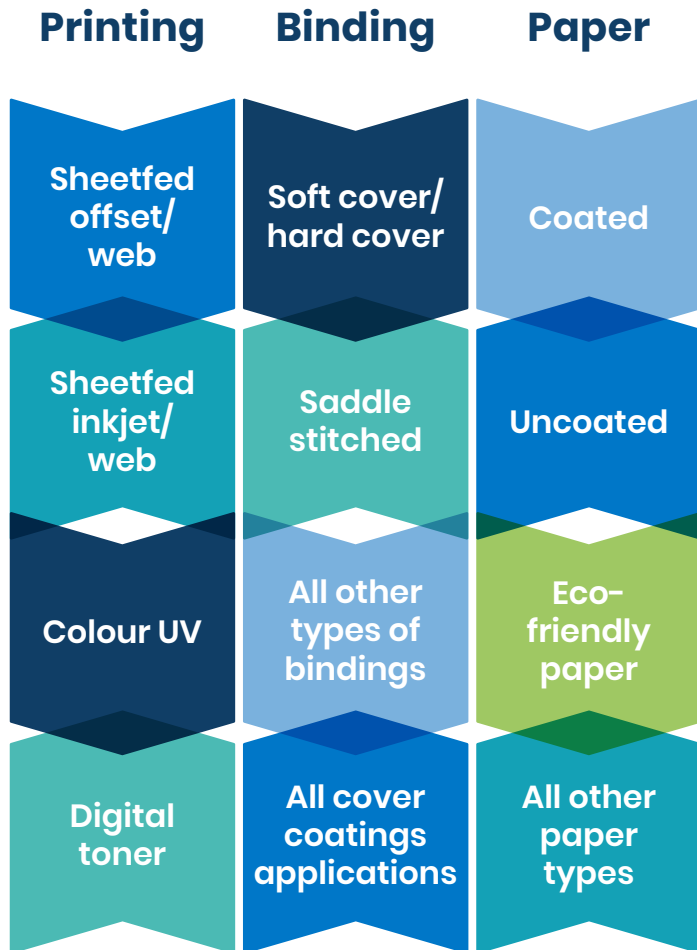 Printing
Binding
Paper
Sheetfed
offset/
web
Soft cover/
hard cover
Coated
Sheetfed
inkjet/
web
Saddle
stitched
Uncoated
Colour UV
All other
types of
bindings
Eco-
friendly
paper
Digital
toner
All cover
coatings
applications
All other
paper
types